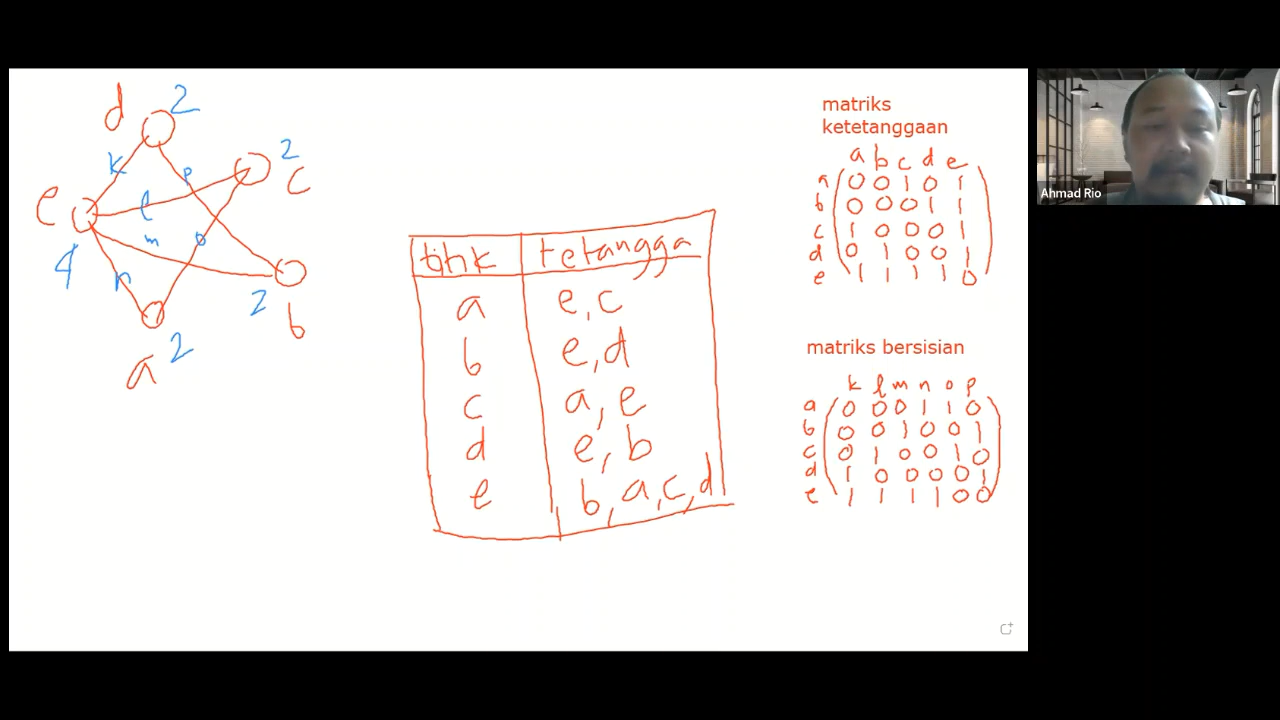 d 2
k
p
2
c
e
l
m
o
4
n
2
b
a 2
titik tetangga
a e, c
b e, d
c a, e
d e, b
e b, a, c, d
matriks
ketetanggaan
a b c d e
a 0 0 1 0 1
b 0 0 0 1 1
c 1 0 0 0 1
d 0 1 0 0 1
e 1 1 1 1 0
matriks bersisian
k l m n o p
a 0 0 0 1 1 0
b 0 0 1 0 0 1
c 0 1 0 0 1 0
d 1 0 0 0 0 1
e 1 1 1 1 0 0
Ahmad Rio